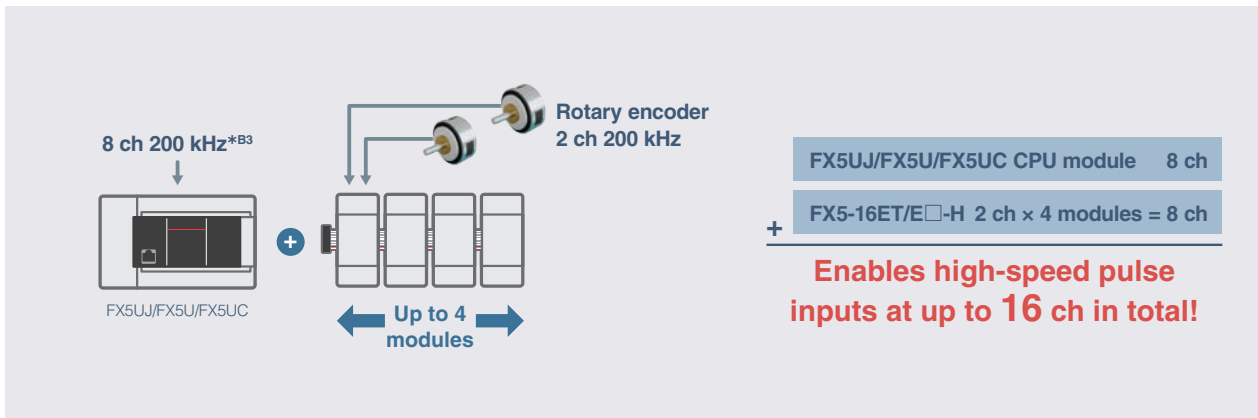 8 ch 200 kHz*B3
Rotary encoder
2 ch 200 kHz
FX5UJ/FX5U/FX5UC
+
Up to 4
modules
FX5UJ/FX5U/FX5UC CPU module 8 ch
+ FX5-16ET/E□-H 2 ch × 4 modules = 8 ch
Enables high-speed pulse
inputs at up to 16 ch in total!